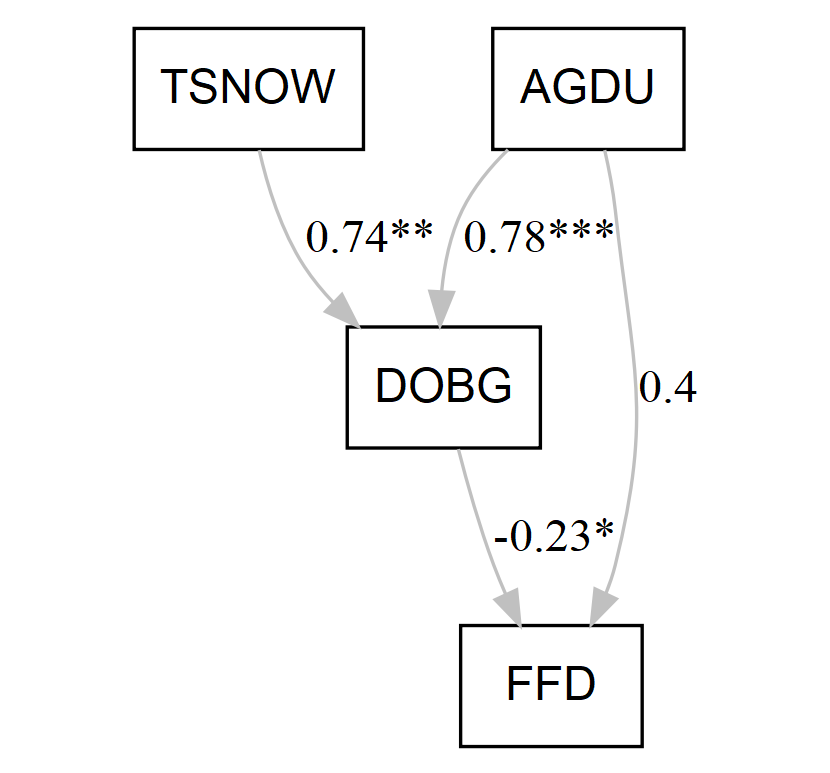 TSNOW
AGDU
0.74**
0.78***
DOBG
0.4
-0.23*
FFD